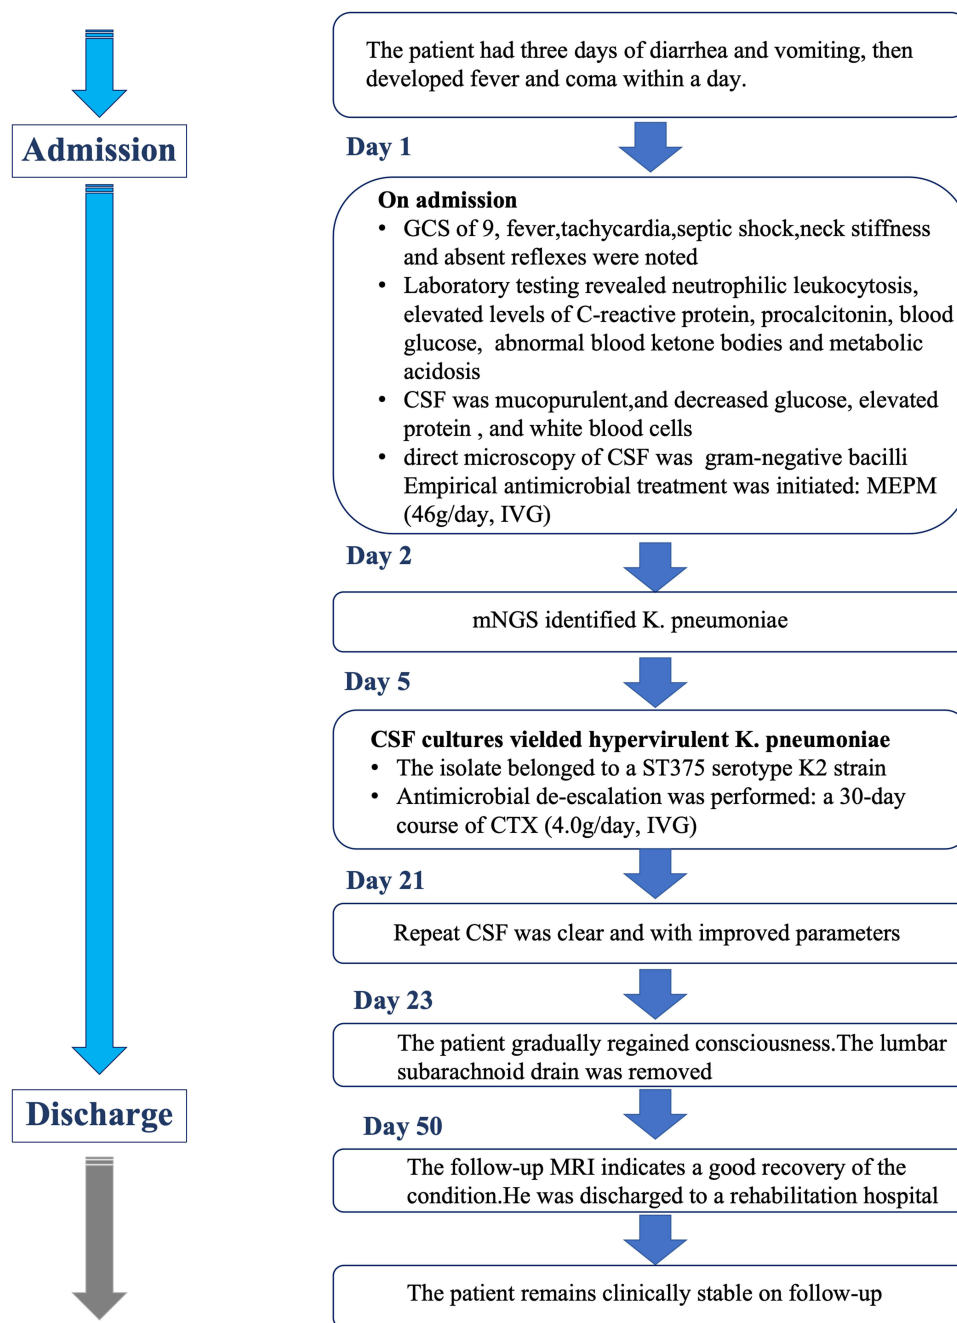 The patient had three days of diarrhea and vomiting, then
developed fever and coma within a day.
Admission
Day 1
On admission
• GCS of 9, fever,tachycardia,septic shock,neck stiffness
and absent reflexes were noted
• Laboratory testing revealed neutrophilic leukocytosis,
elevated levels of C-reactive protein, procalcitonin, blood
glucose, abnormal blood ketone bodies and metabolic
acidosis
• CSF was mucopurulent,and decreased glucose, elevated
protein , and white blood cells
• direct microscopy of CSF was gram-negative bacilli
Empirical antimicrobial treatment was initiated: MEPM
(46g/day, IVG)
Day 2
mNGS identified K. pneumoniae
Day 5
CSF cultures yielded hypervirulent K. pneumoniae
• The isolate belonged to a ST375 serotype K2 strain
• Antimicrobial de-escalation was performed: a 30-day
course of CTX (4.0g/day, IVG)
Day 21
Repeat CSF was clear and with improved parameters
Day 23
The patient gradually regained consciousness.The lumbar
subarachnoid drain was removed
Discharge
Day 50
The follow-up MRI indicates a good recovery of the
condition.He was discharged to a rehabilitation hospital
The patient remains clinically stable on follow-up